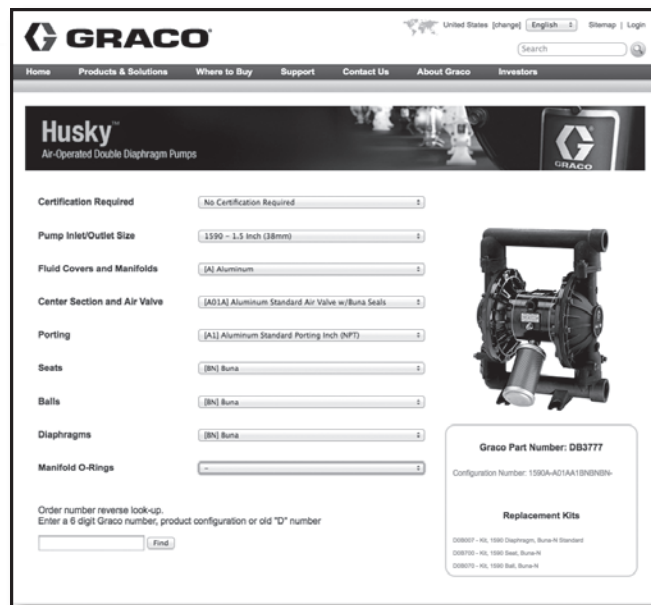 GRACO
United States [change] English Sitemap | Login
Search
Home Products & Solutions Where to Buy Support Contact Us About Graco Investors
Husky™
Air-Operated Double Diaphragm Pumps
GRACO
Certification Required No Certification Required
Pump Inlet/Outlet Size 1590 – 1.5 Inch (38mm)
Fluid Covers and Manifolds [A] Aluminum
Center Section and Air Valve [A01A] Aluminum Standard Air Valve w/Buna Seals
Porting [A1] Aluminum Standard Porting Inch (NPT)
Seats [BN] Buna
Balls [BN] Buna
Diaphragms [BN] Buna
Manifold O-Rings -
Graco Part Number: DB3777
Configuration Number: 1590A-A01AA1BNBNBN-
Replacement Kits
D0B007 - Kit, 1590 Diaphragm, Buna-N Standard
D0B700 - Kit, 1590 Seat, Buna-N
D0B070 - Kit, 1590 Ball, Buna-N
Order number reverse look-up.
Enter a 6 digit Graco number, product configuration or old "D" number
Find